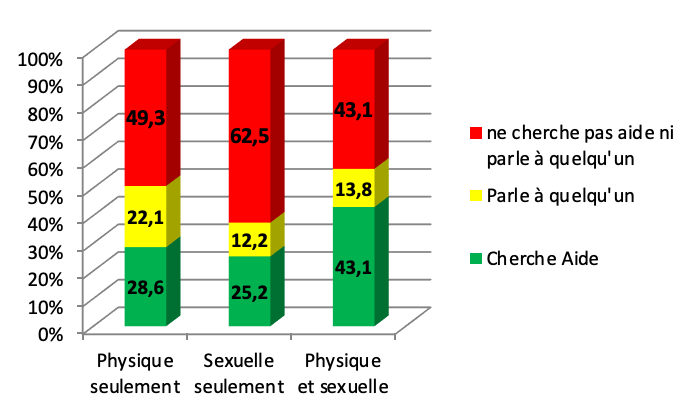 100%
90%
80%
70%
60%
50%
40%
30%
20%
10%
0%
49,3
62,5
43,1
22,1
12,2
13,8
28,6
25,2
43,1
Physique
seulement
Sexuelle
seulement
Physique
et sexuelle
ne cherche pas aide ni
parle à quelqu'un
Parle à quelqu'un
Cherche Aide